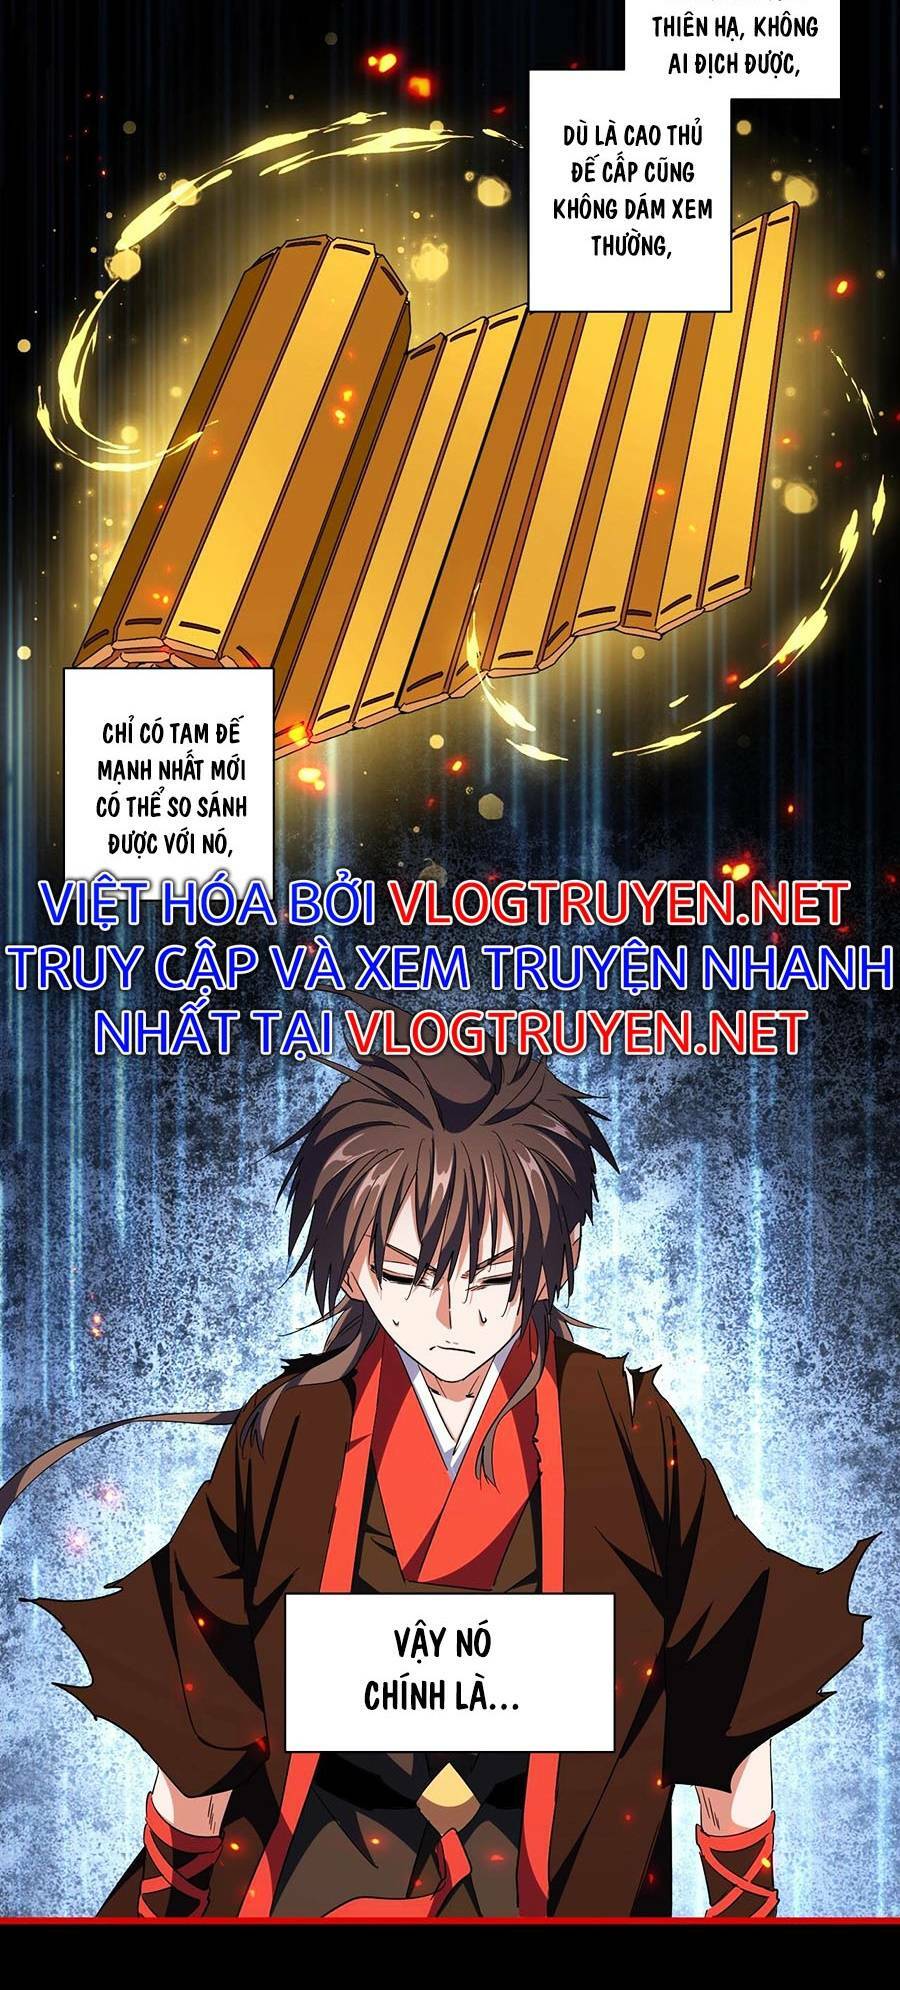 THIÊN HẠ, KHÔNG
AI ĐỊCH ĐƯỢC,
DÙ LÀ CAO THỦ
ĐẾ CẤP CŨNG
KHÔNG DÁM XEM
THƯỜNG,
CHỈ CÓ TAM ĐẾ
MẠNH NHẤT MỚI
CÓ THỂ SO SÁNH
ĐƯỢC VỚI NÓ,
VIỆT HÓA BỞI VLOGTRUYEN.NET
TRUY CẬP VÀ XEM TRUYỆN NHANH
NHẤT TẠI VLOGTRUYEN.NET
VẬY NÓ
CHÍNH LÀ...